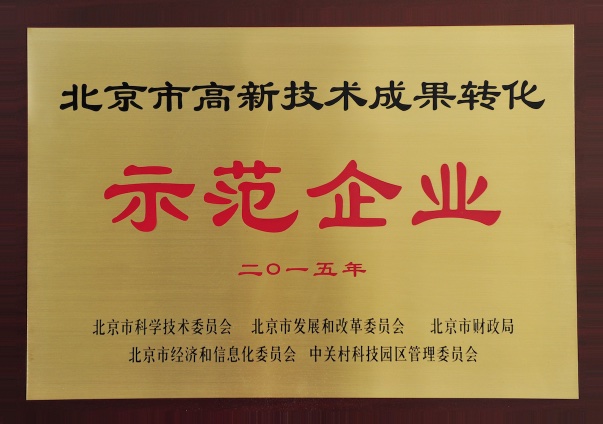 北京市高新技术成果转化
示范企业
二〇一五年
北京市科学技术委员会 北京市发展和改革委员会 北京市财政局
北京市经济和信息化委员会 中关村科技园区管理委员会